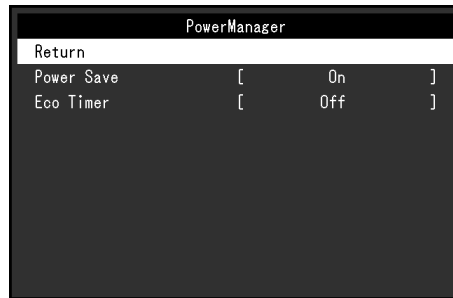 PowerManager
Return
Power Save [ On ]
Eco Timer [ Off ]